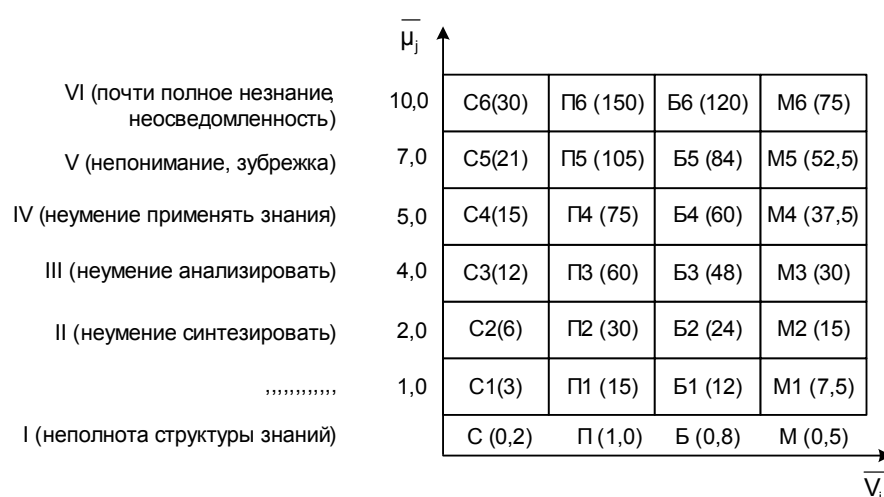 μj
VI (почти полное незнание, 10,0 С6(30) П6 (150) Б6 (120) М6 (75)
неосведомленность)
V (непонимание, зубрежка) 7,0 С5(21) П5 (105) Б5 (84) М5 (52,5)
IV (неумение применять знания) 5,0 С4(15) П4 (75) Б4 (60) М4 (37,5)
III (неумение анализировать) 4,0 С3(12) П3 (60) Б3 (48) М3 (30)
II (неумение синтезировать) 2,0 С2(6) П2 (30) Б2 (24) М2 (15)
,,,,,,,,,,,, 1,0 С1(3) П1 (15) Б1 (12) М1 (7,5)
I (неполнота структуры знаний) С (0,2) П (1,0) Б (0,8) М (0,5)
Vi